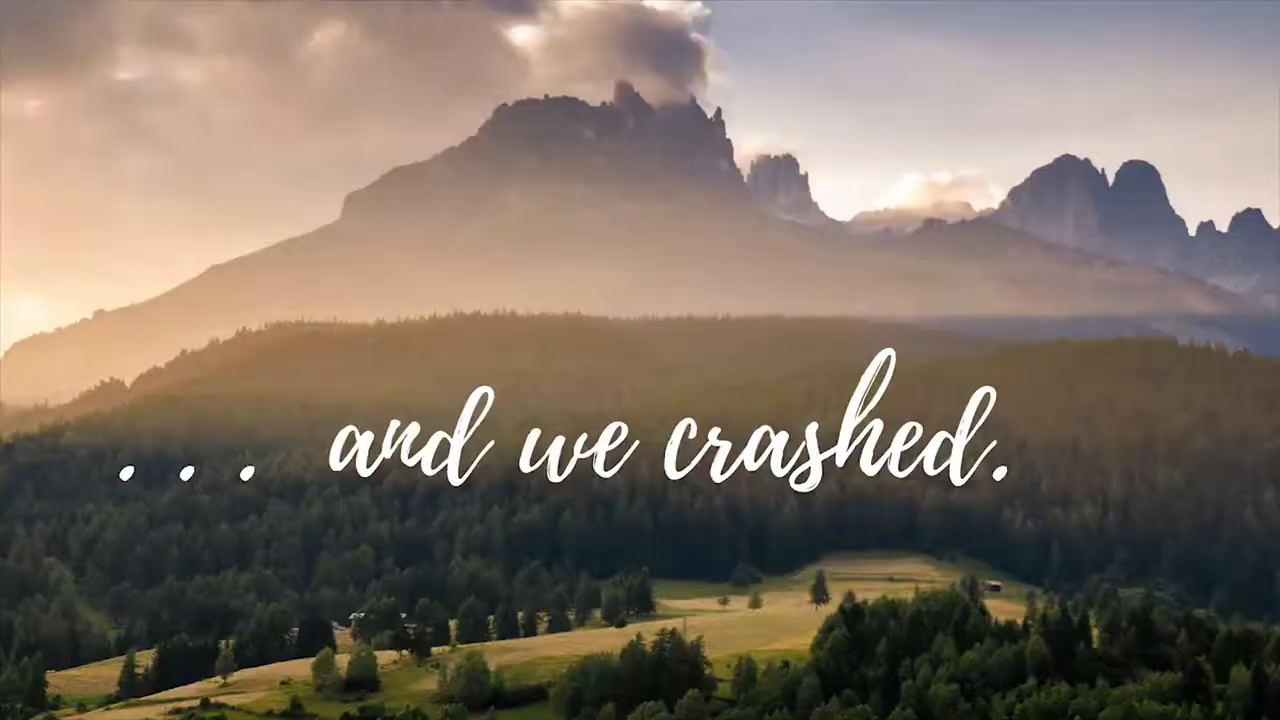 . . . and we crashed.